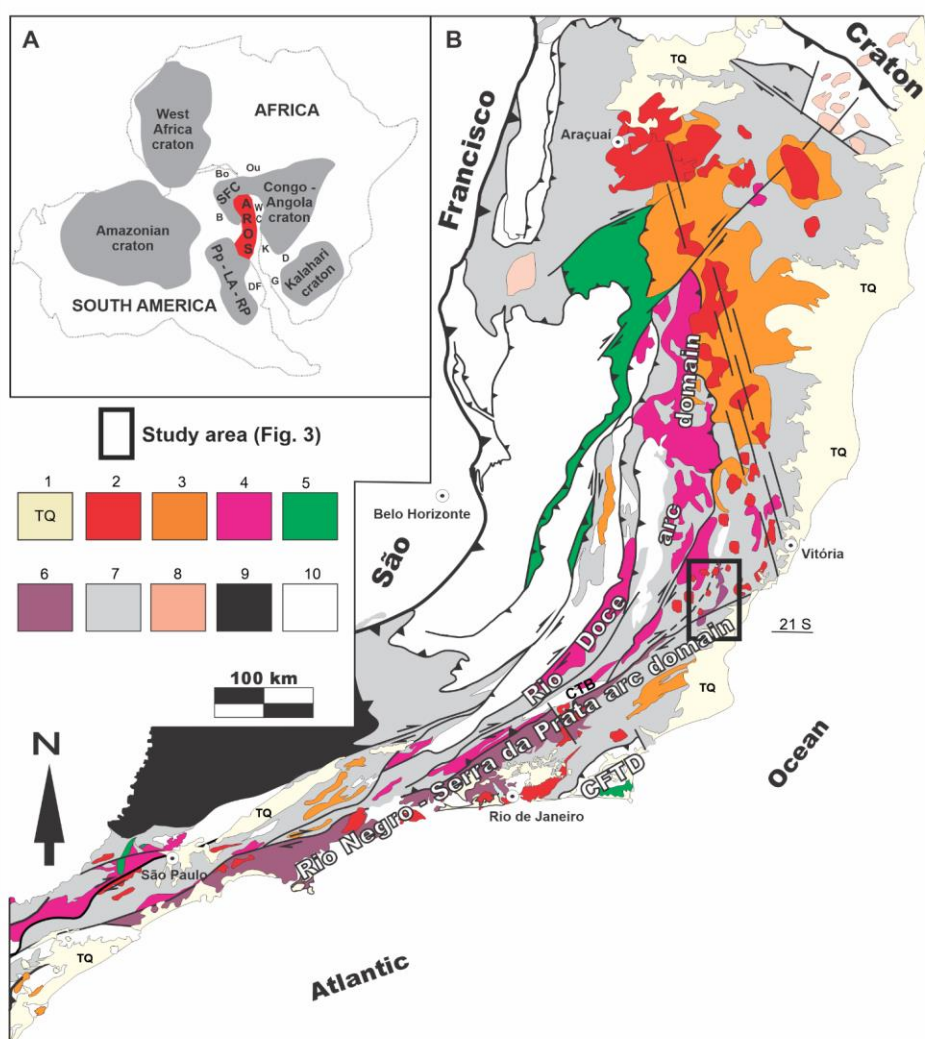 A
West
Africa
craton
AFRICA
Bo
Ou
SFC
Congo -
Angola
craton
AROS
W
C
B
Amazonian
craton
K
D
Pp - LA - RP
G
DF
Kalahari
craton
SOUTH AMERICA
Study area (Fig. 3)
1
2
3
4
5
TQ
6
7
8
9
10
100 km
N
B
TQ
Craton
Francisco
Araçuaí
TQ
domain
TQ
Belo Horizonte
São
arc
Vitória
Rio Doce
21 S
CTB
TQ
Rio Negro - Serra da Prata arc domain
CFTD
Ocean
TQ
Rio de Janeiro
São Paulo
TQ
Atlantic